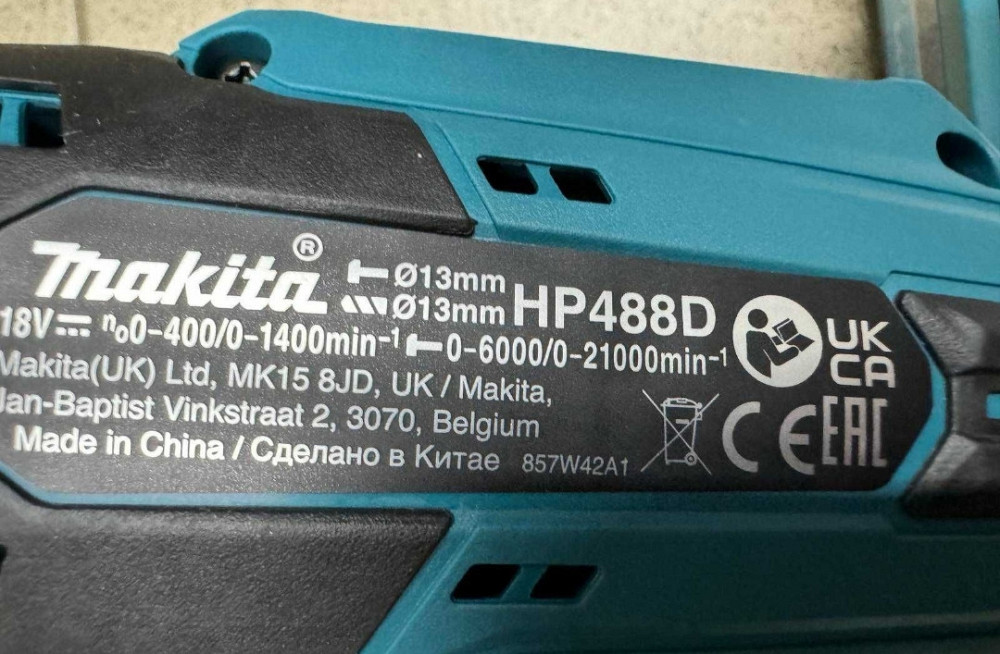 makita®
Ø13mm
Ø13mm HP488D
18V n₀0-400/0-1400min⁻¹ 0-6000/0-21000min⁻¹
Makita(UK) Ltd, MK15 8JD, UK / Makita,
Jan-Baptist Vinkstraat 2, 3070, Belgium
Made in China / Сделано в Китае 857W42A1
UK
CA
CE EAC